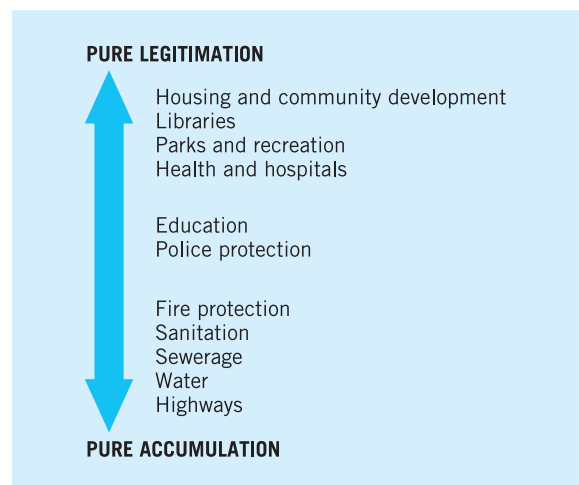 PURE LEGITIMATION
Housing and community development
Libraries
Parks and recreation
Health and hospitals
Education
Police protection
Fire protection
Sanitation
Sewerage
Water
Highways
PURE ACCUMULATION